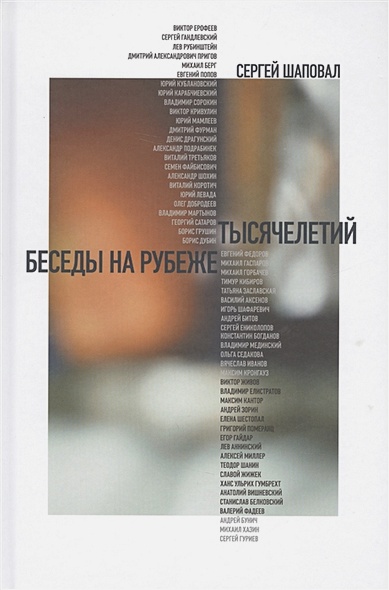 ВИКТОР ЕРОФЕЕВ
СЕРГЕЙ ГАНДЛЕВСКИЙ
ЛЕВ РУБИНШТЕЙН
ДМИТРИЙ АЛЕКСАНДРОВИЧ ПРИГОВ
МИХАИЛ БЕРГ
ЕВГЕНИЙ ПОПОВ
СЕРГЕЙ ШАПОВАЛ
ЮРИЙ КУБЛАНОВСКИЙ
ЮРИЙ КАРАБЧИЕВСКИЙ
ВЛАДИМИР СОРОКИН
ВИКТОР КРИВУЛИН
ЮРИЙ МАМЛЕЕВ
ДМИТРИЙ ФУРМАН
ДЕНИС ДРАГУНСКИЙ
АЛЕКСАНДР ПОДРАБИНЕК
ВИТАЛИЙ ТРЕТЬЯКОВ
СЕМЕН ФАЙБИСОВИЧ
АЛЕКСАНДР ШОХИН
ВИТАЛИЙ КОРОТИЧ
ЮРИЙ ЛЕВАДА
ОЛЕГ ДОБРОДЕЕВ
ВЛАДИМИР МАРТЫНОВ
ГЕОРГИЙ САТАРОВ
БОРИС ГРУШИН
БОРИС ДУБИН
БЕСЕДЫ НА РУБЕЖЕ
ТЫСЯЧЕЛЕТИЙ
ЕВГЕНИЙ ФЕДОРОВ
МИХАИЛ ГАСПАРОВ
МИХАИЛ ГОРБАЧЕВ
ТИМУР КИБИРОВ
ТАТЬЯНА ЗАСЛАВСКАЯ
ВАСИЛИЙ АКСЕНОВ
ИГОРЬ ШАФАРЕВИЧ
АНДРЕЙ БИТОВ
СЕРГЕЙ ЕНИКОЛОПОВ
КОНСТАНТИН БОГДАНОВ
ВЛАДИМИР МЕДИНСКИЙ
ОЛЬГА СЕДАКОВА
ВЯЧЕСЛАВ ИВАНОВ
МАКСИМ КРОНГАУЗ
ВИКТОР ЖИВОВ
ВЛАДИМИР ЕЛИСТРАТОВ
МАКСИМ КАНТОР
АНДРЕЙ ЗОРИН
ЕЛЕНА ШЕСТОПАЛ
ГРИГОРИЙ ПОМЕРАНЦ
ЕГОР ГАЙДАР
ЛЕВ АННИНСКИЙ
АЛЕКСЕЙ МИЛЛЕР
ТЕОДОР ШАНИН
СЛАВОЙ ЖИЖЕК
ХАНС УЛЬРИХ ГУМБРЕХТ
АНАТОЛИЙ ВИШНЕВСКИЙ
СТАНИСЛАВ БЕЛКОВСКИЙ
ВАЛЕРИЙ ФАДЕЕВ
АНДРЕЙ БУНИЧ
МИХАИЛ ХАЗИН
СЕРГЕЙ ГУРИЕВ